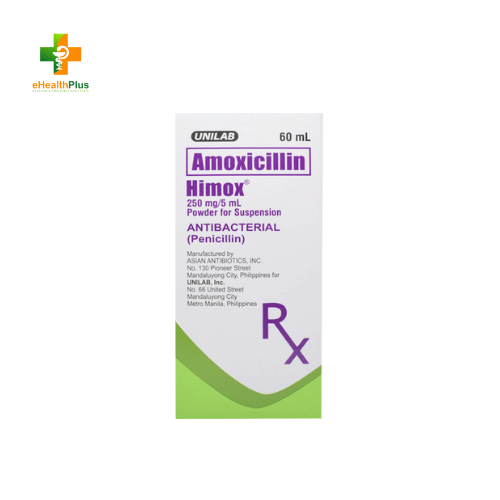 eHealthPlus
UNILAB
60 mL
Amoxicillin
Himox®
250 mg/5 mL
Powder for Suspension
ANTIBACTERIAL
(Penicillin)
Manufactured by
ASIAN ANTIBIOTICS, INC.
No. 130 Pioneer Street
Mandaluyong City, Philippines for
UNILAB, Inc.
No. 66 United Street
Mandaluyong City
Metro Manila, Philippines
Rx